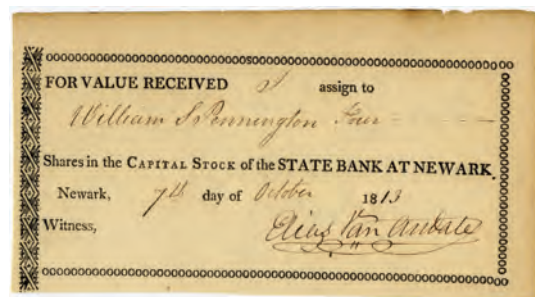 FOR VALUE RECEIVED I assign to
William S Pennington Four
Shares in the CAPITAL STOCK of the STATE BANK AT NEWARK.
Newark, 7th day of October 1813
Witness, Elias Van Arsdale